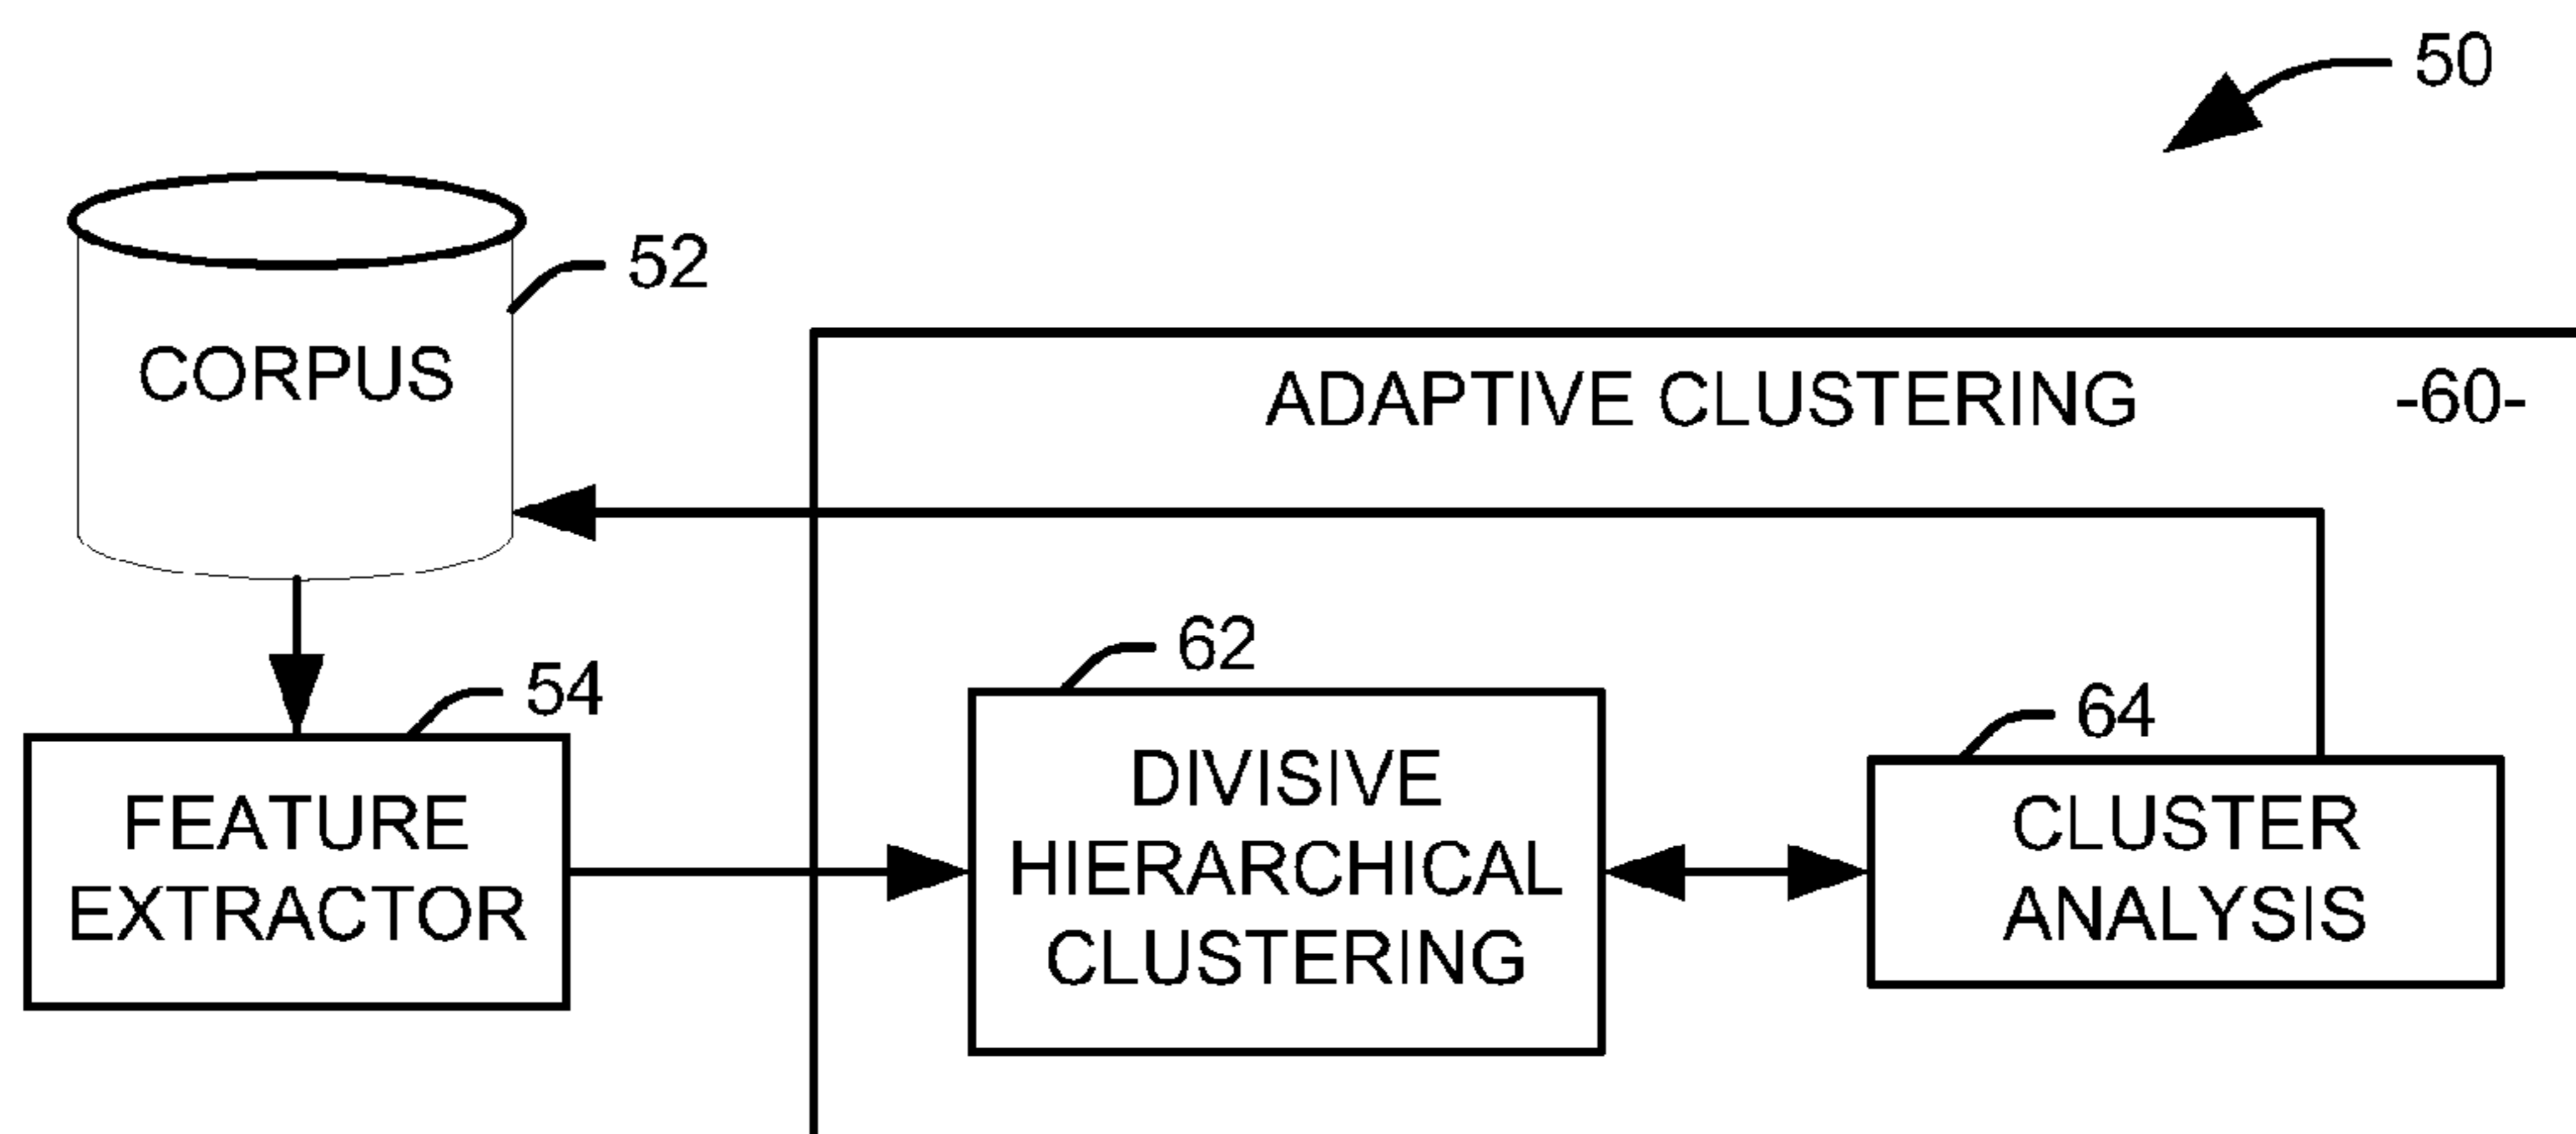 50
52
CORPUS
ADAPTIVE CLUSTERING -60-
62
54
64
DIVISIVE
HIERARCHICAL
CLUSTERING
FEATURE
EXTRACTOR
CLUSTER
ANALYSIS